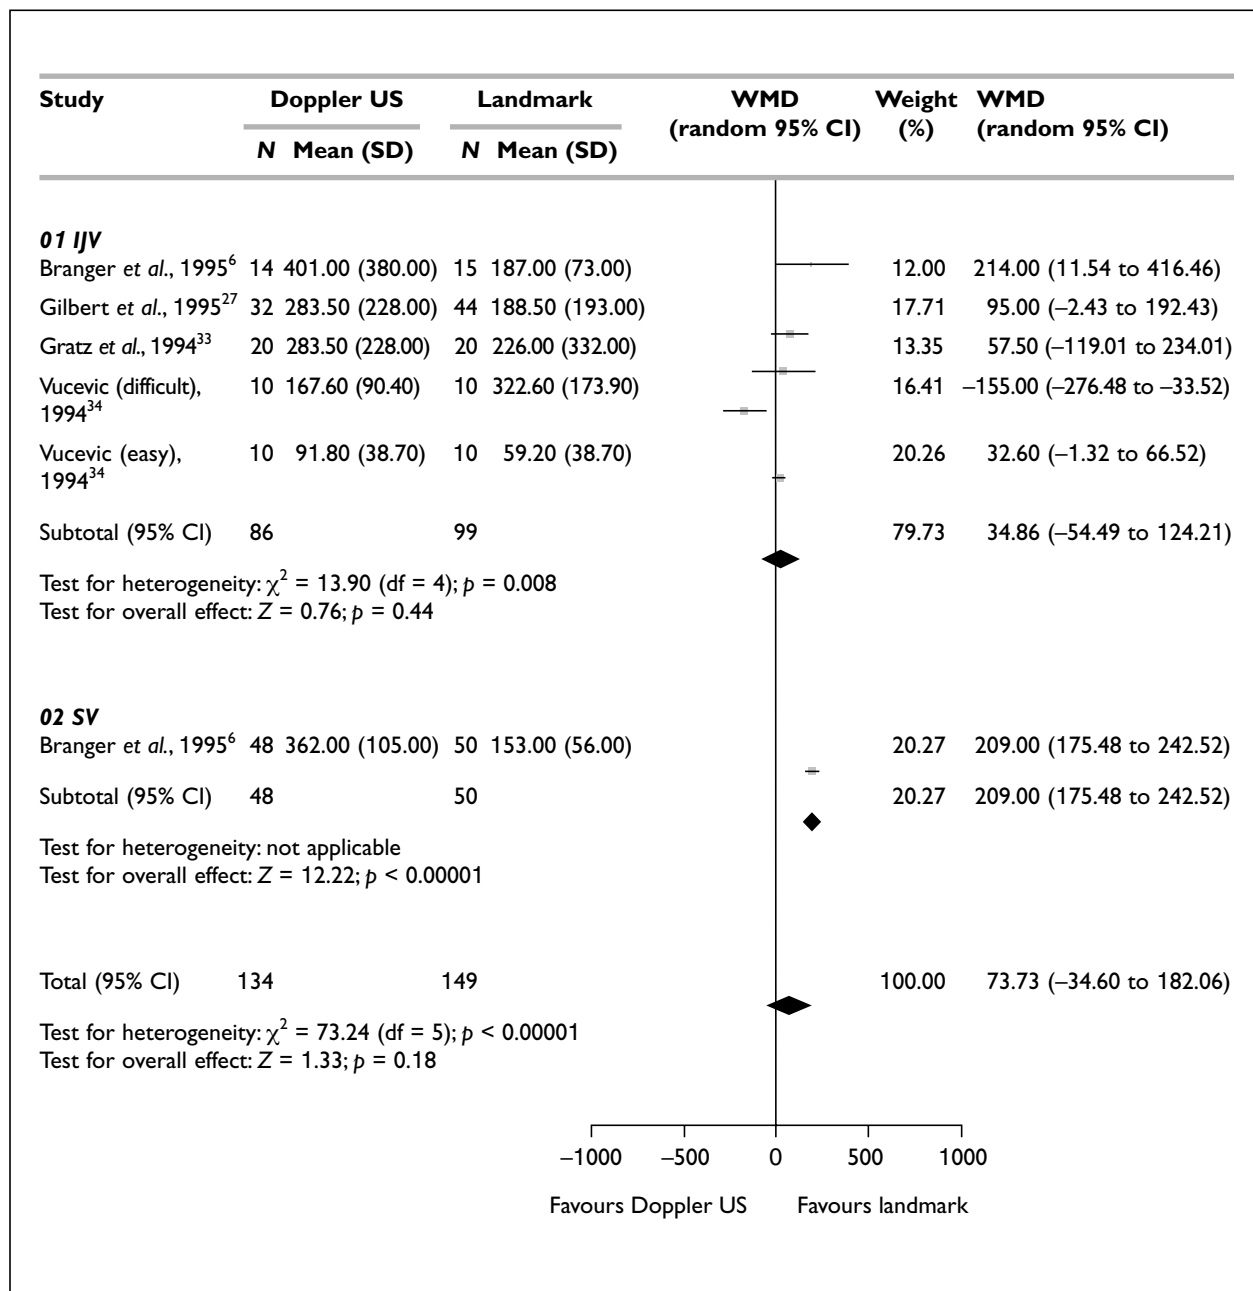 Study Doppler US Landmark WMD Weight WMD
(random 95% CI) (%) (random 95% CI)
N Mean (SD) N Mean (SD)
01 IJV
Branger et al., 1995⁶ 14 401.00 (380.00) 15 187.00 (73.00) 12.00 214.00 (11.54 to 416.46)
Gilbert et al., 1995²⁷ 32 283.50 (228.00) 44 188.50 (193.00) 17.71 95.00 (–2.43 to 192.43)
Gratz et al., 1994³³ 20 283.50 (228.00) 20 226.00 (332.00) 13.35 57.50 (–119.01 to 234.01)
Vucevic (difficult), 10 167.60 (90.40) 10 322.60 (173.90) 16.41 –155.00 (–276.48 to –33.52)
1994³⁴
Vucevic (easy), 10 91.80 (38.70) 10 59.20 (38.70) 20.26 32.60 (–1.32 to 66.52)
1994³⁴
Subtotal (95% CI) 86 99 79.73 34.86 (–54.49 to 124.21)
Test for heterogeneity: χ² = 13.90 (df = 4); p = 0.008
Test for overall effect: Z = 0.76; p = 0.44
02 SV
Branger et al., 1995⁶ 48 362.00 (105.00) 50 153.00 (56.00) 20.27 209.00 (175.48 to 242.52)
Subtotal (95% CI) 48 50 20.27 209.00 (175.48 to 242.52)
Test for heterogeneity: not applicable
Test for overall effect: Z = 12.22; p < 0.00001
Total (95% CI) 134 149 100.00 73.73 (–34.60 to 182.06)
Test for heterogeneity: χ² = 73.24 (df = 5); p < 0.00001
Test for overall effect: Z = 1.33; p = 0.18
–1000 –500 0 500 1000
Favours Doppler US Favours landmark